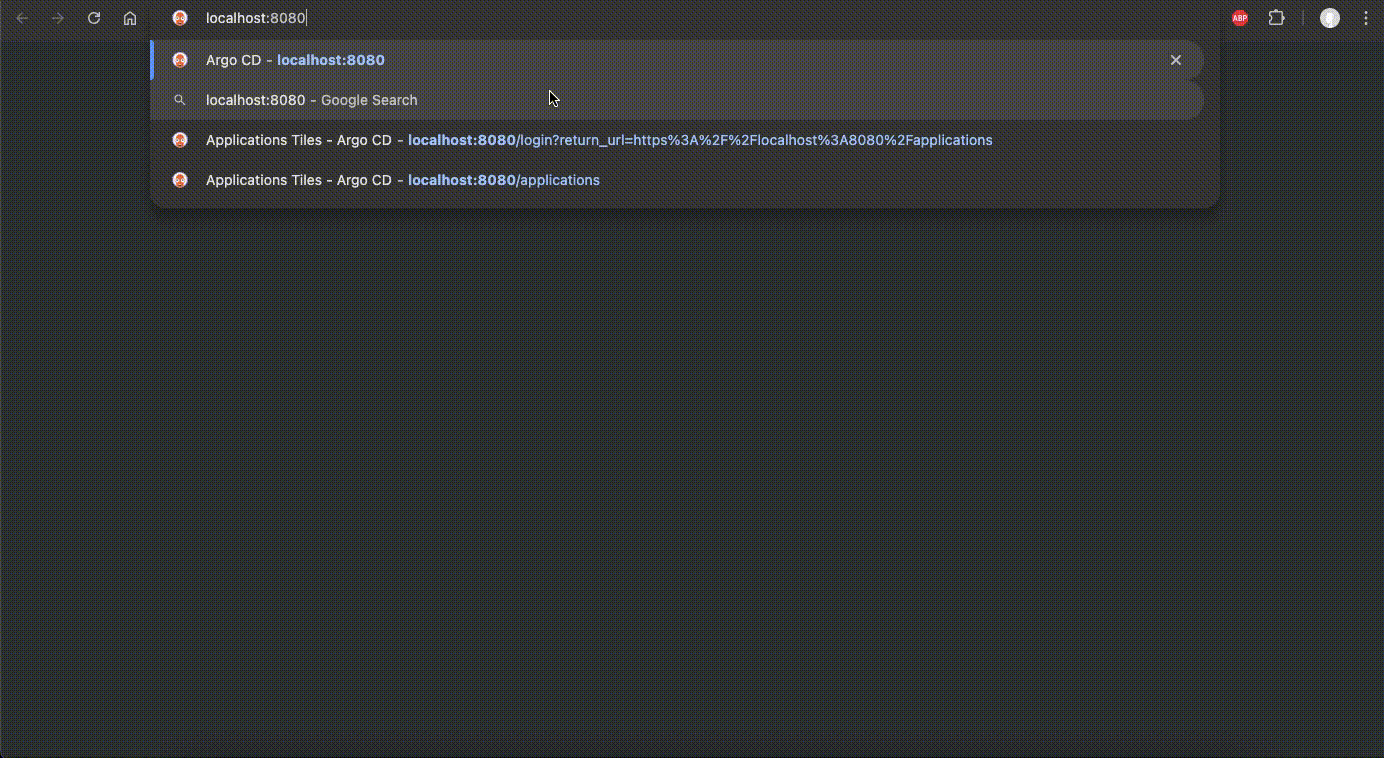 localhost:8080
ABP
Argo CD - localhost:8080
localhost:8080 - Google Search
Applications Tiles - Argo CD - localhost:8080/login?return_url=https%3A%2F%2Flocalhost%3A8080%2Fapplications
Applications Tiles - Argo CD - localhost:8080/applications